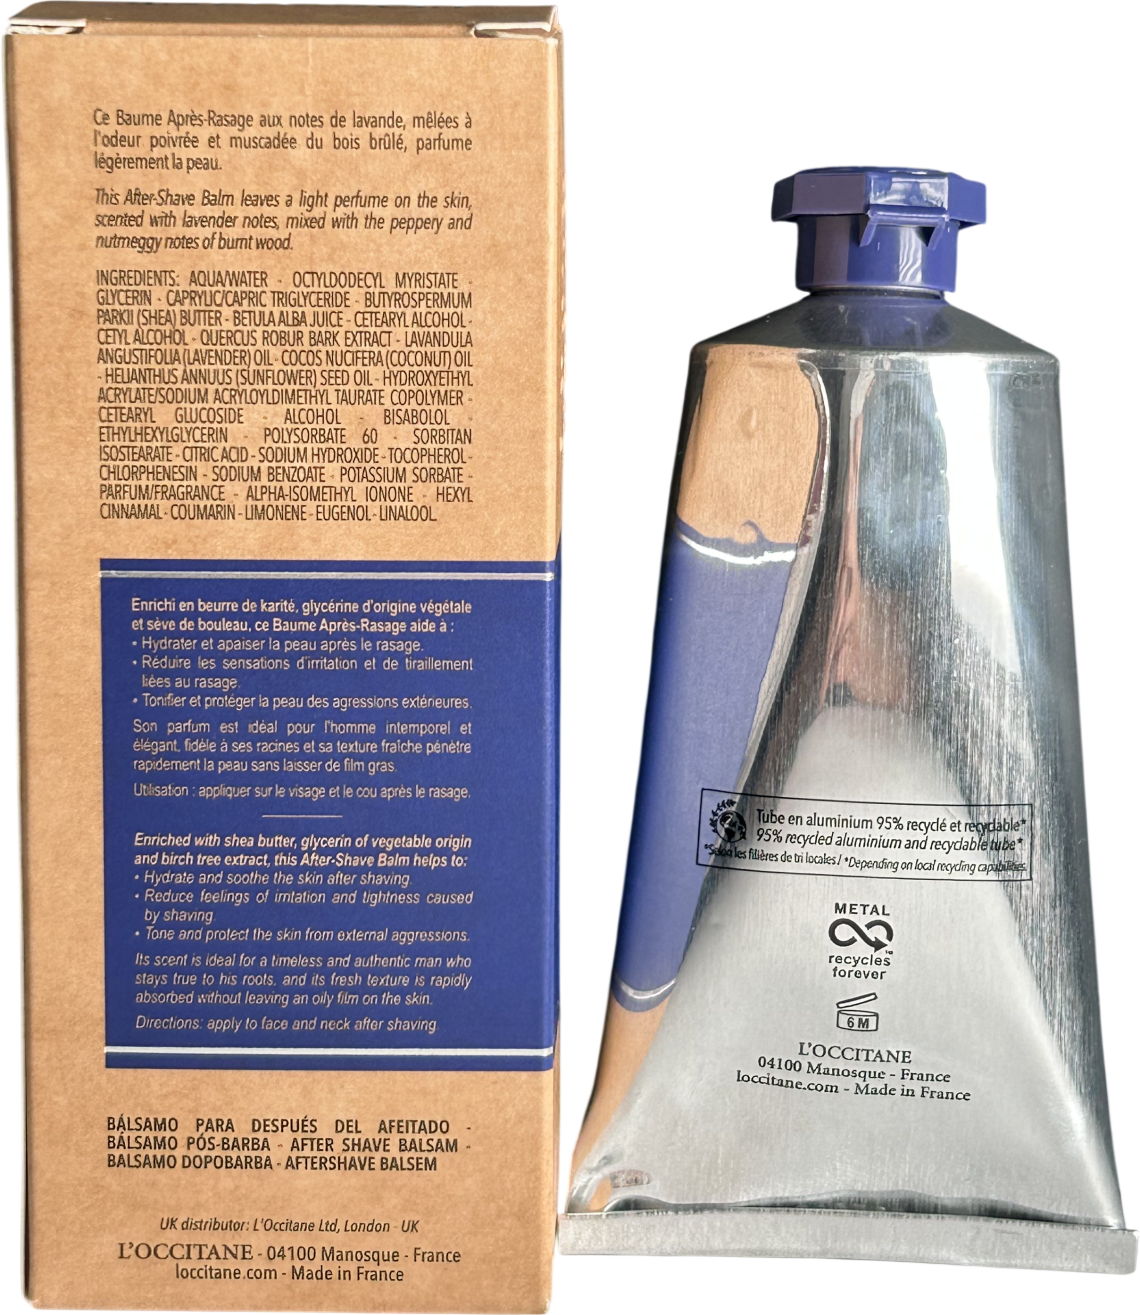 Ce Baume Après-Rasage aux notes de lavande, mêlées à
l'odeur poivrée et muscadée du bois brûlé, parfume
légèrement la peau.
This After-Shave Balm leaves a light perfume on the skin,
scented with lavender notes, mixed with the peppery and
nutmeggy notes of burnt wood.
INGREDIENTS: AQUA/WATER - OCTYLDODECYL MYRISTATE -
GLYCERIN - CAPRYLIC/CAPRIC TRIGLYCERIDE - BUTYROSPERMUM
PARKII (SHEA) BUTTER - BETULA ALBA JUICE - CETEARYL ALCOHOL -
CETYL ALCOHOL - QUERCUS ROBUR BARK EXTRACT - LAVANDULA
ANGUSTIFOLIA (LAVENDER) OIL - COCOS NUCIFERA (COCONUT) OIL
- HELIANTHUS ANNUUS (SUNFLOWER) SEED OIL - HYDROXYETHYL
ACRYLATE/SODIUM ACRYLOYLDIMETHYL TAURATE COPOLYMER -
CETEARYL GLUCOSIDE - ALCOHOL - BISABOLOL -
ETHYLHEXYLGLYCERIN - POLYSORBATE 60 - SORBITAN
ISOSTEARATE - CITRIC ACID - SODIUM HYDROXIDE - TOCOPHEROL -
CHLORPHENESIN - SODIUM BENZOATE - POTASSIUM SORBATE -
PARFUM/FRAGRANCE - ALPHA-ISOMETHYL IONONE - HEXYL
CINNAMAL - COUMARIN - LIMONENE - EUGENOL - LINALOOL.
Enrichi en beurre de karité, glycérine d'origine végétale
et sève de bouleau, ce Baume Après-Rasage aide à :
• Hydrater et apaiser la peau après le rasage.
• Réduire les sensations d'irritation et de tiraillement
liées au rasage.
• Tonifier et protéger la peau des agressions extérieures.
Son parfum est idéal pour l'homme intemporel et
élégant, fidèle à ses racines et sa texture fraîche pénètre
rapidement la peau sans laisser de film gras.
Utilisation : appliquer sur le visage et le cou après le rasage.
Enriched with shea butter, glycerin of vegetable origin
and birch tree extract, this After-Shave Balm helps to:
• Hydrate and soothe the skin after shaving.
• Reduce feelings of irritation and tightness caused
by shaving.
• Tone and protect the skin from external aggressions.
Its scent is ideal for a timeless and authentic man who
stays true to his roots, and its fresh texture is rapidly
absorbed without leaving an oily film on the skin.
Directions: apply to face and neck after shaving.
BÁLSAMO PARA DESPUÉS DEL AFEITADO -
BÁLSAMO PÓS-BARBA - AFTER SHAVE BALSAM -
BALSAMO DOPOBARBA - AFTERSHAVE BALSEM
UK distributor: L'Occitane Ltd, London - UK
L'OCCITANE - 04100 Manosque - France
loccitane.com - Made in France
Tube en aluminium 95% recyclé et recyclable*
95% recycled aluminium and recyclable tube*
*Selon les filières de tri locales / *Depending on local recycling capabilities.
METAL
recycles
forever
6 M
L'OCCITANE
04100 Manosque - France
loccitane.com - Made in France